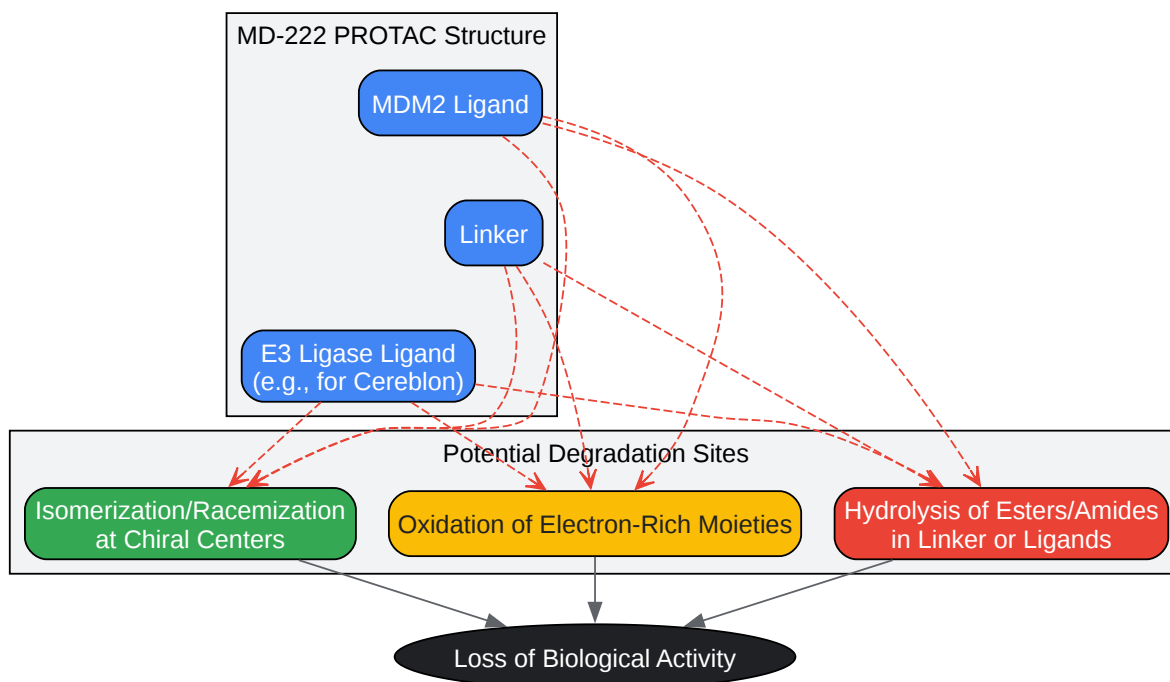 MD-222 PROTAC Structure
MDM2 Ligand
Linker
E3 Ligase Ligand
(e.g., for Cereblon)
Potential Degradation Sites
Isomerization/Racemization
at Chiral Centers
Oxidation of Electron-Rich Moieties
Hydrolysis of Esters/Amides
in Linker or Ligands
Loss of Biological Activity